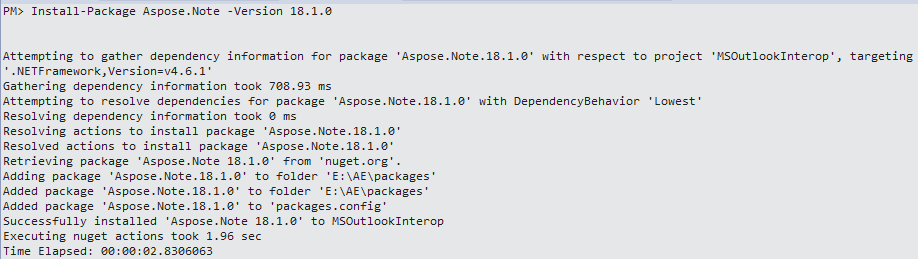 PM> Install-Package Aspose.Note -Version 18.1.0
Attempting to gather dependency information for package 'Aspose.Note.18.1.0' with respect to project 'MSOutlookInterop', targeting
'.NETFramework,Version=v4.6.1'
Gathering dependency information took 708.93 ms
Attempting to resolve dependencies for package 'Aspose.Note.18.1.0' with DependencyBehavior 'Lowest'
Resolving dependency information took 0 ms
Resolving actions to install package 'Aspose.Note.18.1.0'
Resolved actions to install package 'Aspose.Note.18.1.0'
Retrieving package 'Aspose.Note 18.1.0' from 'nuget.org'.
Adding package 'Aspose.Note.18.1.0' to folder 'E:\AE\packages'
Added package 'Aspose.Note.18.1.0' to folder 'E:\AE\packages'
Added package 'Aspose.Note.18.1.0' to 'packages.config'
Successfully installed 'Aspose.Note 18.1.0' to MSOutlookInterop
Executing nuget actions took 1.96 sec
Time Elapsed: 00:00:02.8306063